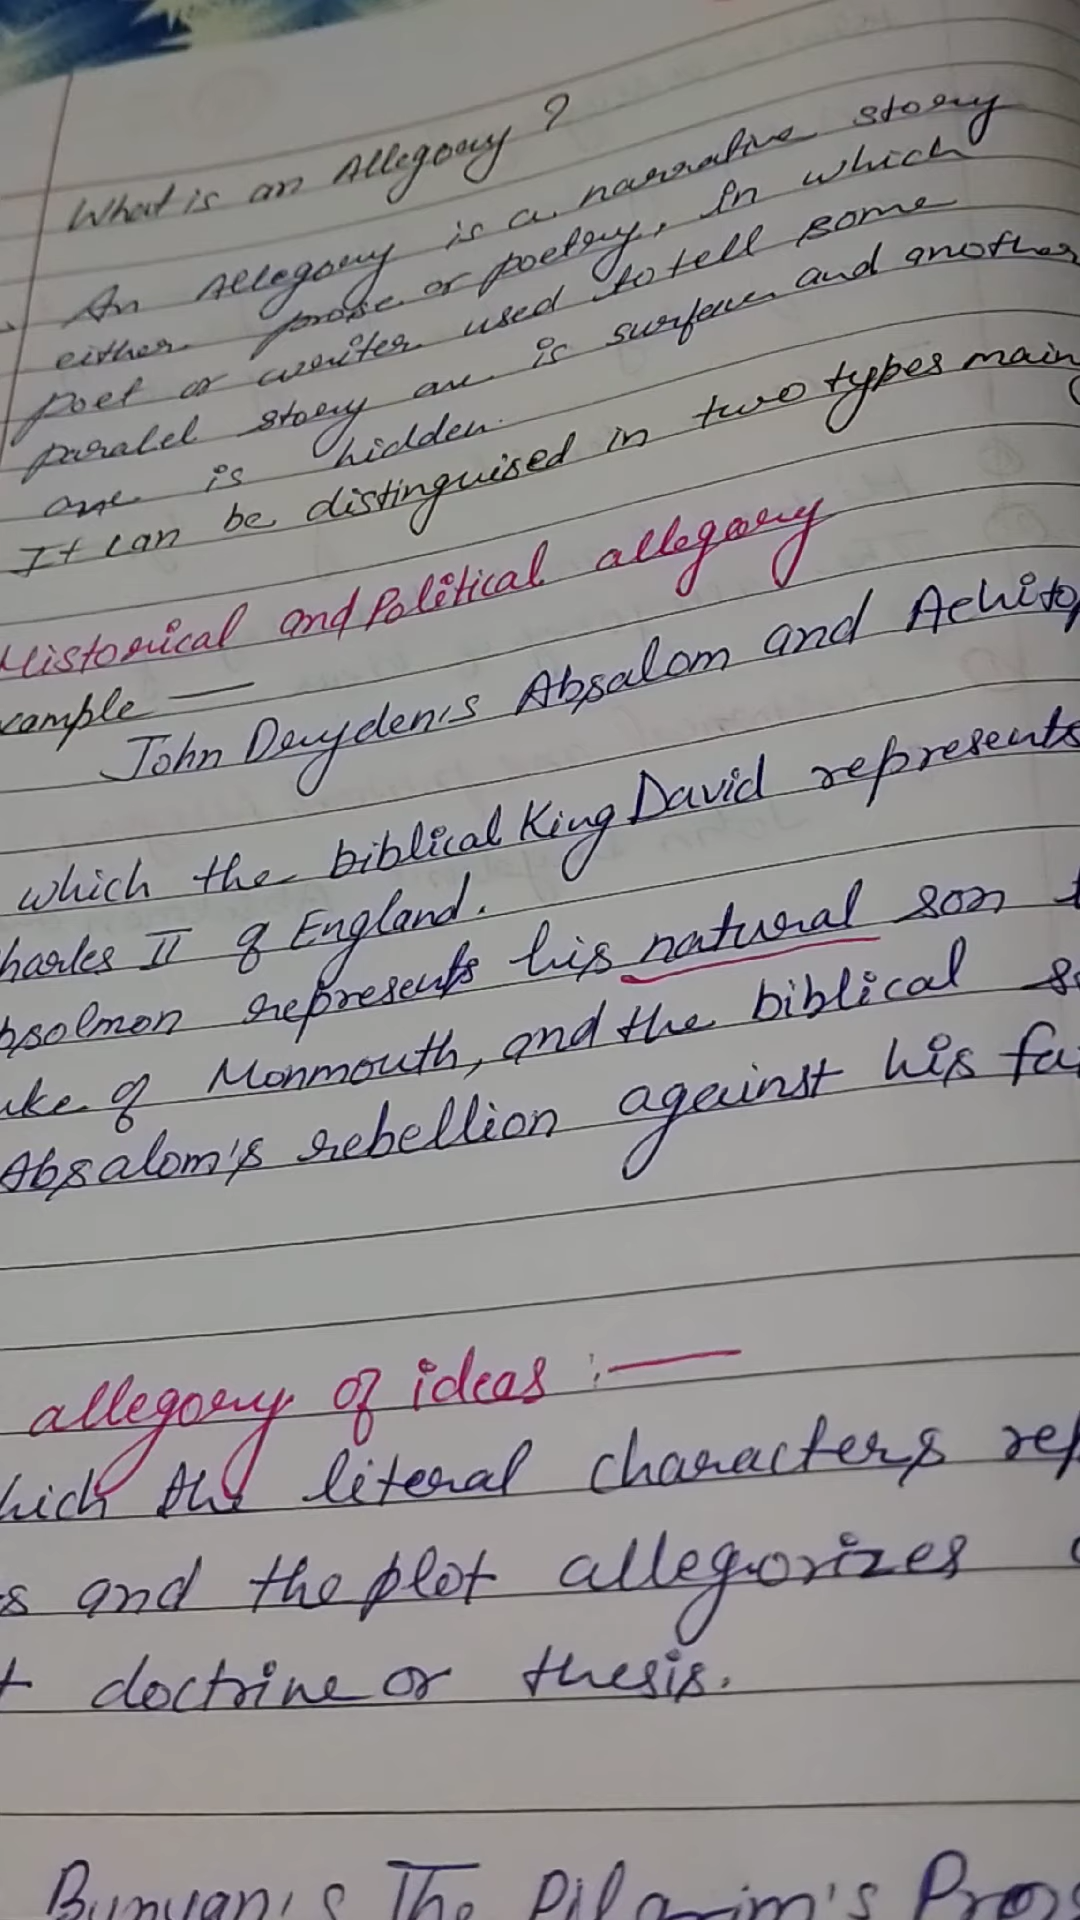 What is an Allegory ?
An Allegory is a narrative story
either prose or poetry, in which
poet or writer used to tell some
paralel story one is surface and another
one is hidden.
It can be distinguised in two types main
Historical and Political allegory
xample —
John Dryden's Absalom and Achitop
which the biblical King David represents
harles II of England.
bsolmon represents his natural son t
uke of Monmouth, and the biblical s
Absalom's rebellion against his fa
allegory of ideas :—
hich the literal characters rep
s and the plot allegorizes
t doctrine or thesis.
Bunyan's The Pilgrim's Prog